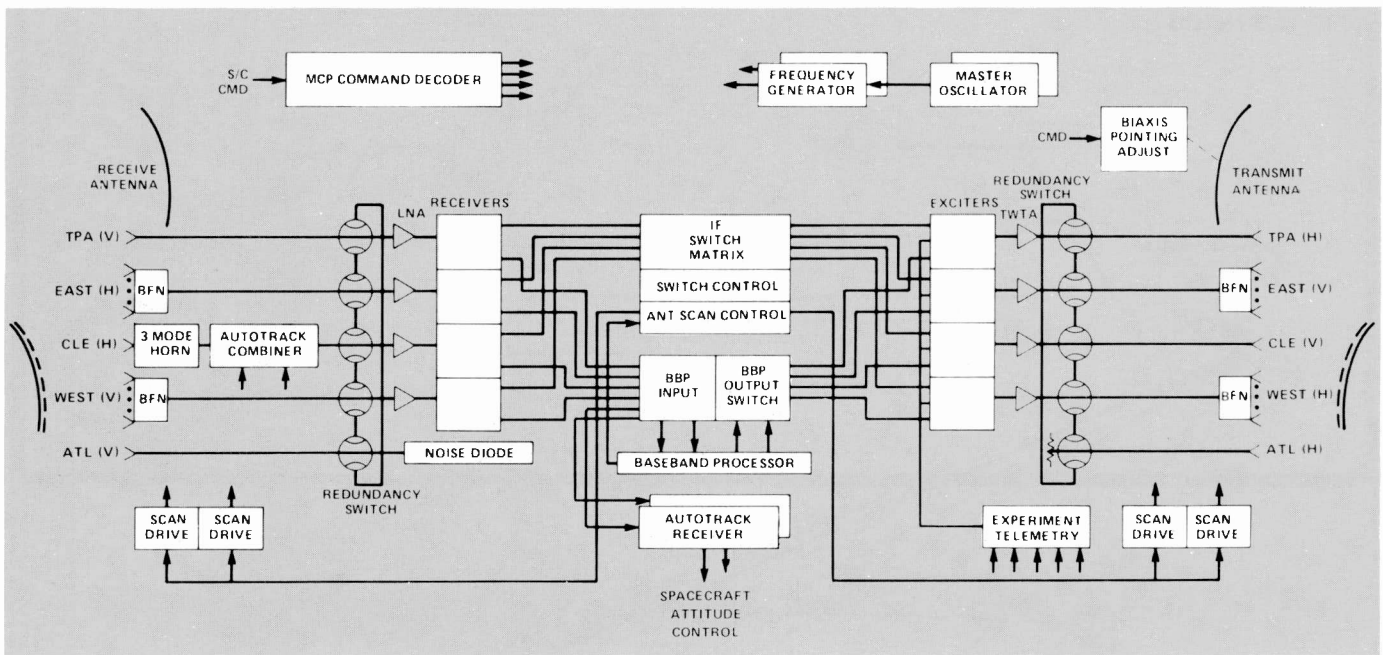 S/C
CMD
MCP COMMAND DECODER
FREQUENCY
GENERATOR
MASTER
OSCILLATOR
CMD
BIAXIS
POINTING
ADJUST
RECEIVE
ANTENNA
TRANSMIT
ANTENNA
LNA
RECEIVERS
IF
SWITCH
MATRIX
SWITCH CONTROL
ANT SCAN CONTROL
EXCITERS
REDUNDANCY
SWITCH
TWTA
TPA (V)
EAST (H)
BFN
CLE (H)
3 MODE
HORN
AUTOTRACK
COMBINER
WEST (V)
BFN
ATL (V)
NOISE DIODE
REDUNDANCY
SWITCH
BBP
INPUT
BBP
OUTPUT
SWITCH
BASEBAND PROCESSOR
AUTOTRACK
RECEIVER
SPACECRAFT
ATTITUDE
CONTROL
TPA (H)
BFN
EAST (V)
CLE (V)
BFN
WEST (H)
ATL (H)
SCAN
DRIVE
SCAN
DRIVE
EXPERIMENT
TELEMETRY
SCAN
DRIVE
SCAN
DRIVE